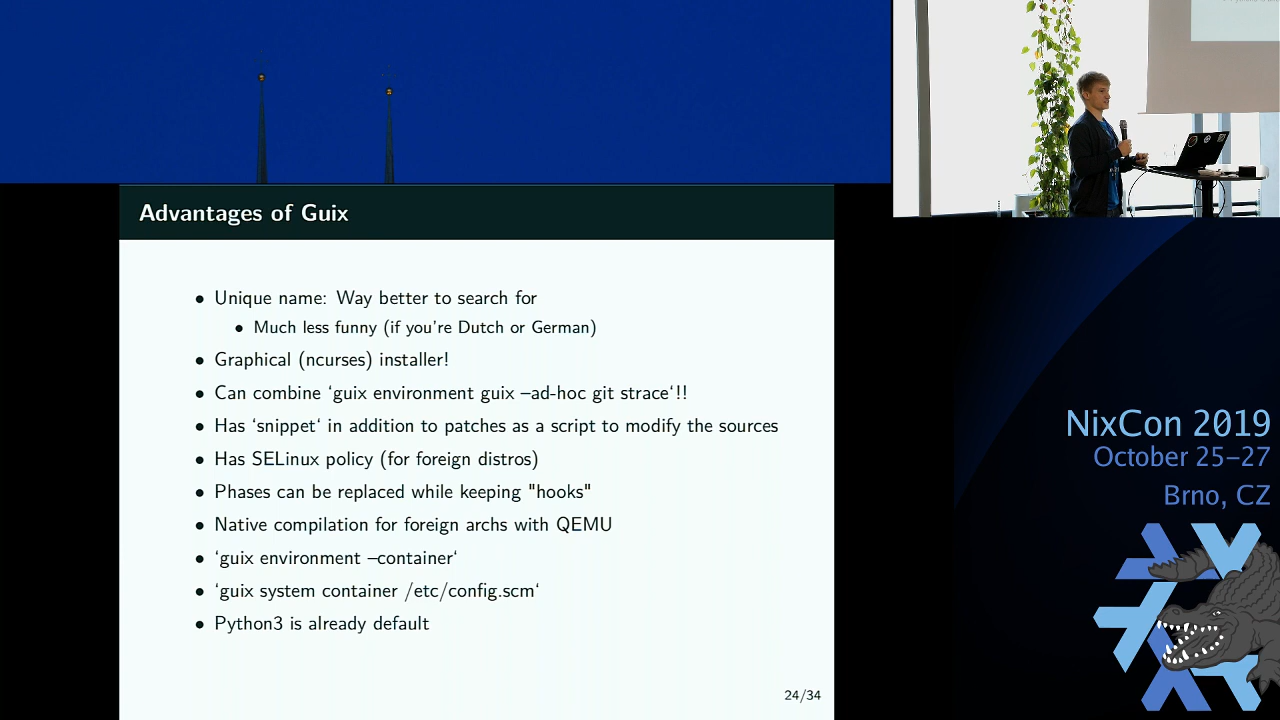 Advantages of Guix
• Unique name: Way better to search for
• Much less funny (if you're Dutch or German)
• Graphical (ncurses) installer!
• Can combine ‘guix environment guix –ad-hoc git strace‘!!
• Has ‘snippet‘ in addition to patches as a script to modify the sources
• Has SELinux policy (for foreign distros)
• Phases can be replaced while keeping "hooks"
• Native compilation for foreign archs with QEMU
• ‘guix environment –container‘
• ‘guix system container /etc/config.scm‘
• Python3 is already default
24/34
NixCon 2019
October 25–27
Brno, CZ